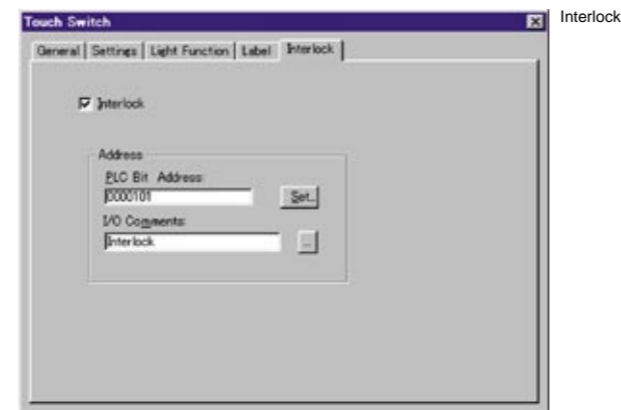 Touch Switch
Interlock
General Settings Light Function Label Interlock
Interlock
Address
PLC Bit Address:
0000101
Set..
I/O Comments:
Interlock
...